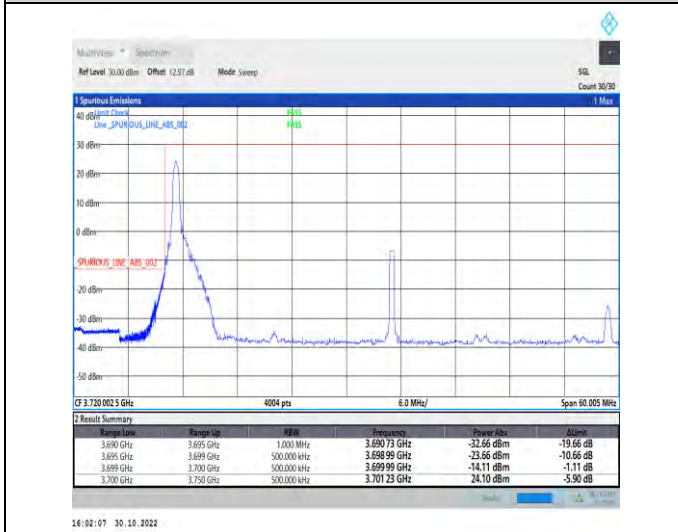 MultiView Spectrum
Ref Level 30.00 dBm Offset 12.97 dB Mode Sweep SGL
Count 30/30
1 Spurious Emissions 1 Max
40 dBm Limit Check PASS
Line _SPURIOUS_LINE_ABS_002 PASS
30 dBm
20 dBm
10 dBm
0 dBm
_SPURIOUS_LINE_ABS_002
-20 dBm
-30 dBm
-40 dBm
-50 dBm
CF 3.720 002 5 GHz 4004 pts 6.0 MHz/ Span 60.005 MHz
2 Result Summary
Range Low Range Up RBW Frequency Power Abs ΔLimit
3.690 GHz 3.695 GHz 1.000 MHz 3.690 73 GHz -32.66 dBm -19.66 dB
3.695 GHz 3.699 GHz 500.000 kHz 3.698 99 GHz -23.66 dBm -10.66 dB
3.699 GHz 3.700 GHz 500.000 kHz 3.699 99 GHz -14.11 dBm -1.11 dB
3.700 GHz 3.750 GHz 500.000 kHz 3.701 23 GHz 24.10 dBm -5.90 dB
16:02:07 30.10.2022